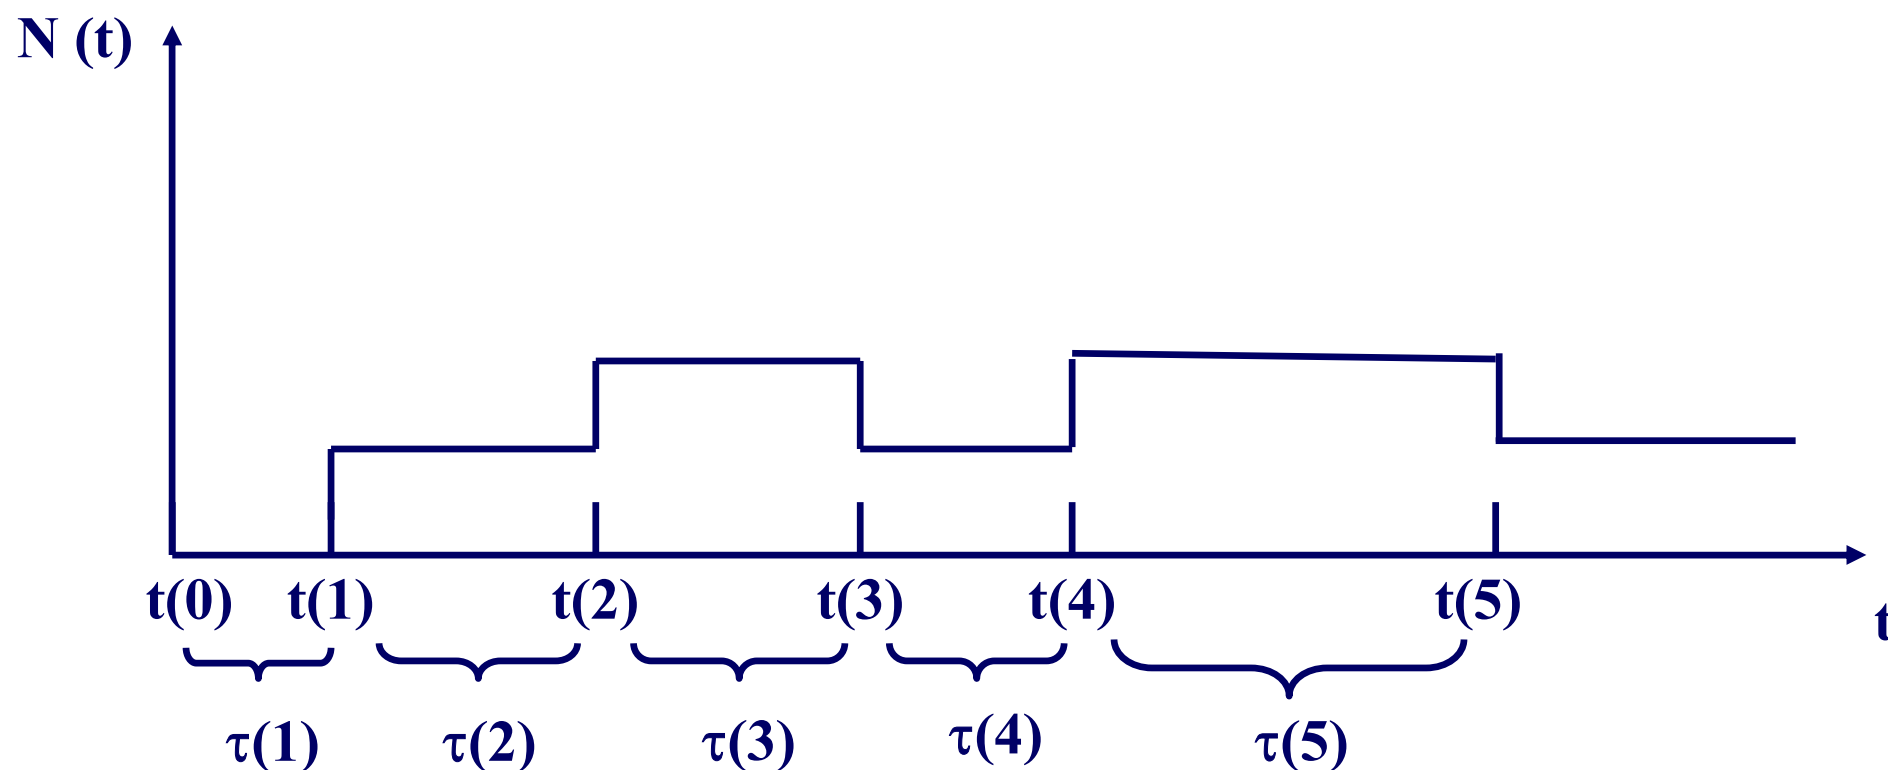 N (t)
t(0) t(1) t(2) t(3) t(4) t(5) t
τ(1) τ(2) τ(3) τ(4) τ(5)